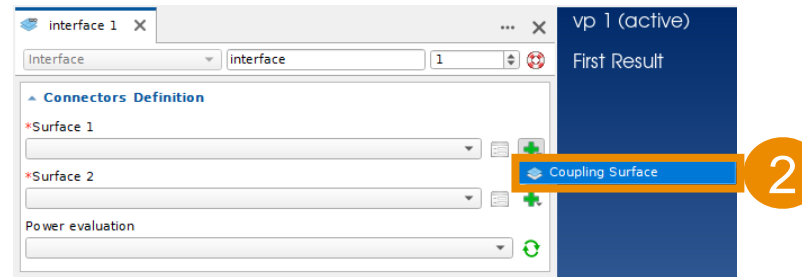 interface 1
vp 1 (active)
Interface
interface
1
First Result
Connectors Definition
*Surface 1
Coupling Surface
2
*Surface 2
Power evaluation